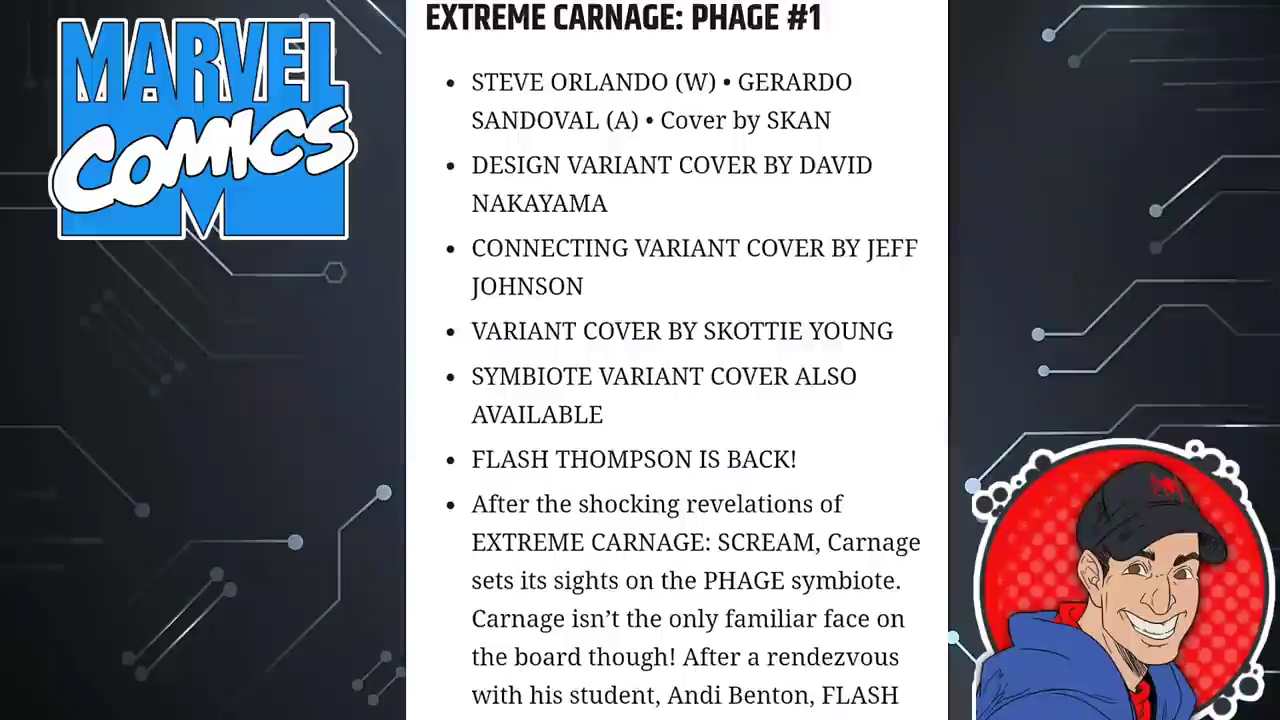 EXTREME CARNAGE: PHAGE #1
MARVEL
COMICS
M
STEVE ORLANDO (W) • GERARDO
SANDOVAL (A) • Cover by SKAN
DESIGN VARIANT COVER BY DAVID
NAKAYAMA
CONNECTING VARIANT COVER BY JEFF
JOHNSON
VARIANT COVER BY SKOTTIE YOUNG
SYMBIOTE VARIANT COVER ALSO
AVAILABLE
FLASH THOMPSON IS BACK!
After the shocking revelations of
EXTREME CARNAGE: SCREAM, Carnage
sets its sights on the PHAGE symbiote.
Carnage isn’t the only familiar face on
the board though! After a rendezvous
with his student, Andi Benton, FLASH